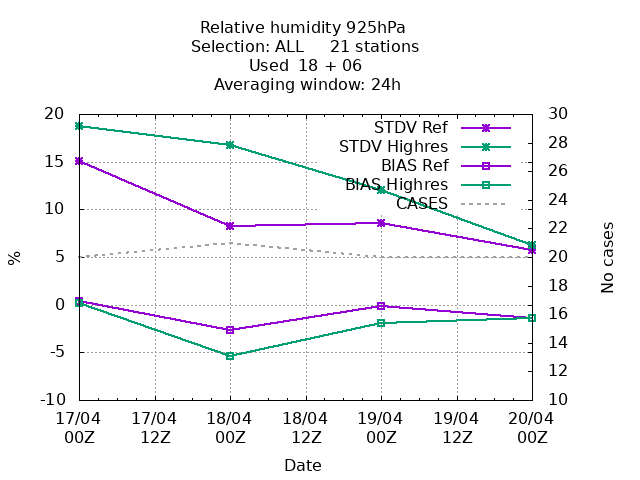 Relative humidity 925hPa
Selection: ALL     21 stations
Used  18 + 06
Averaging window: 24h
20
15
10
5
0
-5
-10
%
30
28
26
24
22
20
18
16
14
12
10
No cases
STDV Ref
STDV Highres
BIAS Ref
BIAS Highres
CASES
17/04 17/04 18/04 18/04 19/04 19/04 20/04
00Z 12Z 00Z 12Z 00Z 12Z 00Z
Date